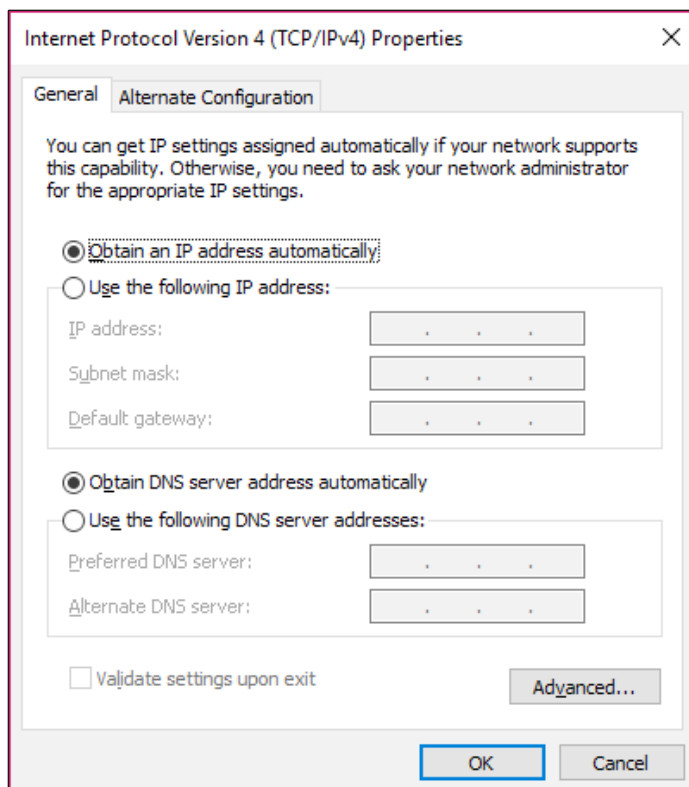 Internet Protocol Version 4 (TCP/IPv4) Properties
General
Alternate Configuration
You can get IP settings assigned automatically if your network supports
this capability. Otherwise, you need to ask your network administrator
for the appropriate IP settings.
Obtain an IP address automatically
Use the following IP address:
IP address:
Subnet mask:
Default gateway:
Obtain DNS server address automatically
Use the following DNS server addresses:
Preferred DNS server:
Alternate DNS server:
Validate settings upon exit
Advanced...
OK
Cancel